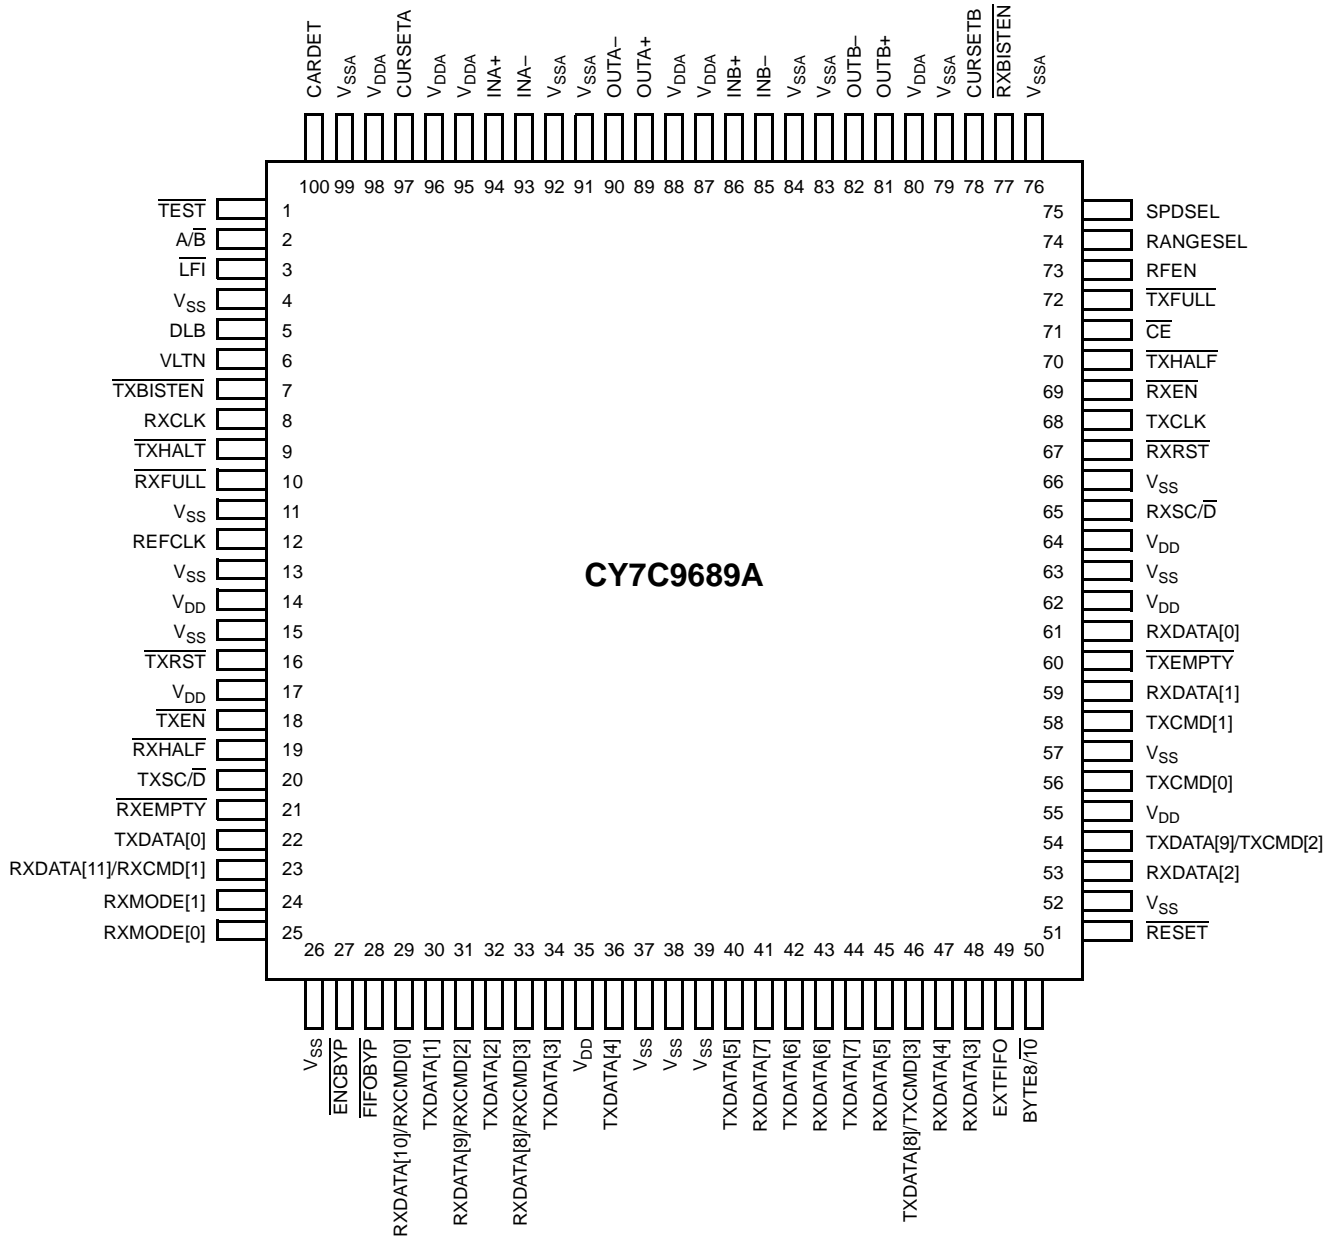 CARDET
VSSA
VDDA
CURSETA
VDDA
VDDA
INA+
INA–
VSSA
VSSA
OUTA–
OUTA+
VDDA
VDDA
INB+
INB–
VSSA
VSSA
OUTB–
OUTB+
VDDA
VSSA
CURSETB
RXBISTEN
VSSA
100 99 98 97 96 95 94 93 92 91 90 89 88 87 86 85 84 83 82 81 80 79 78 77 76
TEST 1
A/B 2
LFI 3
VSS 4
DLB 5
VLTN 6
TXBISTEN 7
RXCLK 8
TXHALT 9
RXFULL 10
VSS 11
REFCLK 12
VSS 13
VDD 14
VSS 15
TXRST 16
VDD 17
TXEN 18
RXHALF 19
TXSC/D 20
RXEMPTY 21
TXDATA[0] 22
RXDATA[11]/RXCMD[1] 23
RXMODE[1] 24
RXMODE[0] 25
CY7C9689A
75 SPDSEL
74 RANGESEL
73 RFEN
72 TXFULL
71 CE
70 TXHALF
69 RXEN
68 TXCLK
67 RXRST
66 VSS
65 RXSC/D
64 VDD
63 VSS
62 VDD
61 RXDATA[0]
60 TXEMPTY
59 RXDATA[1]
58 TXCMD[1]
57 VSS
56 TXCMD[0]
55 VDD
54 TXDATA[9]/TXCMD[2]
53 RXDATA[2]
52 VSS
51 RESET
26 27 28 29 30 31 32 33 34 35 36 37 38 39 40 41 42 43 44 45 46 47 48 49 50
VSS
ENCBYP
FIFOBYP
RXDATA[10]/RXCMD[0]
TXDATA[1]
RXDATA[9]/RXCMD[2]
TXDATA[2]
RXDATA[8]/RXCMD[3]
TXDATA[3]
VDD
TXDATA[4]
VSS
VSS
VSS
TXDATA[5]
RXDATA[7]
TXDATA[6]
RXDATA[6]
TXDATA[7]
RXDATA[5]
TXDATA[8]/TXCMD[3]
RXDATA[4]
RXDATA[3]
EXTFIFO
BYTE8/10